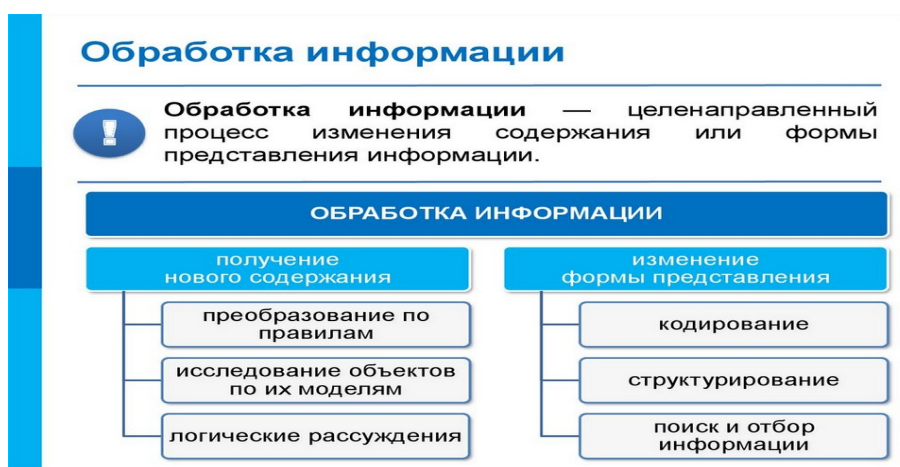 Обработка информации
Обработка информации — целенаправленный
процесс изменения содержания или формы
представления информации.
ОБРАБОТКА ИНФОРМАЦИИ
получение
нового содержания
преобразование по
правилам
исследование объектов
по их моделям
логические рассуждения
изменение
формы представления
кодирование
структурирование
поиск и отбор
информации